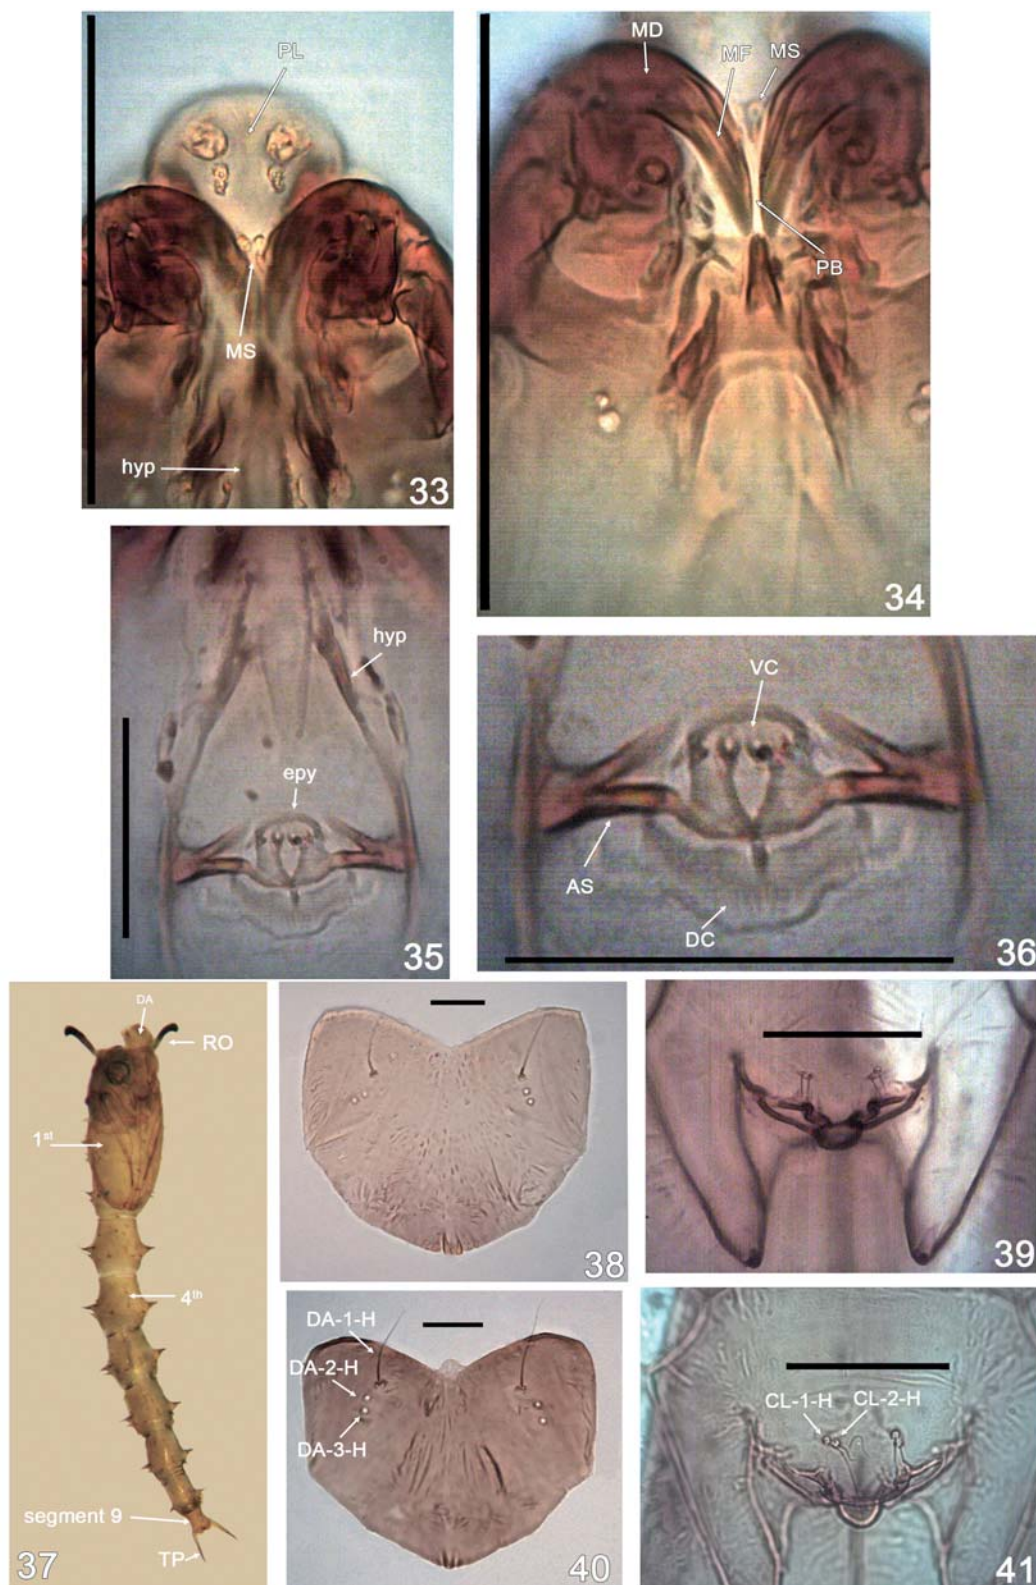 PL
MS
hyp
33
MD
MF
MS
PB
34
hyp
epy
35
VC
AS
DC
36
DA
RO
1st
4th
segment 9
TP
37
38
39
DA-1-H
DA-2-H
DA-3-H
40
CL-1-H
CL-2-H
41